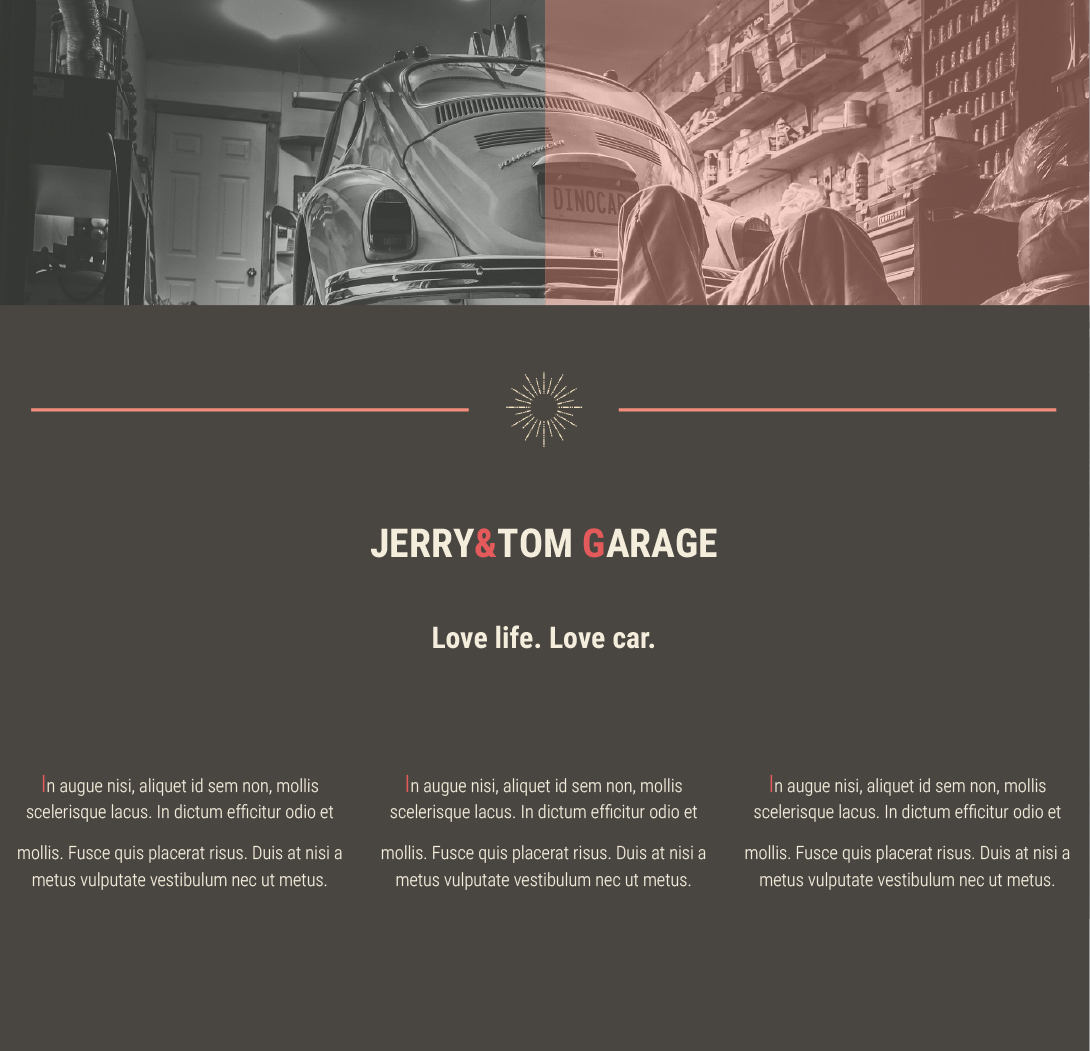 DINOCAR
JERRY&TOM GARAGE
Love life. Love car.
In augue nisi, aliquet id sem non, mollis
scelerisque lacus. In dictum efficitur odio et
mollis. Fusce quis placerat risus. Duis at nisi a
metus vulputate vestibulum nec ut metus.
In augue nisi, aliquet id sem non, mollis
scelerisque lacus. In dictum efficitur odio et
mollis. Fusce quis placerat risus. Duis at nisi a
metus vulputate vestibulum nec ut metus.
In augue nisi, aliquet id sem non, mollis
scelerisque lacus. In dictum efficitur odio et
mollis. Fusce quis placerat risus. Duis at nisi a
metus vulputate vestibulum nec ut metus.